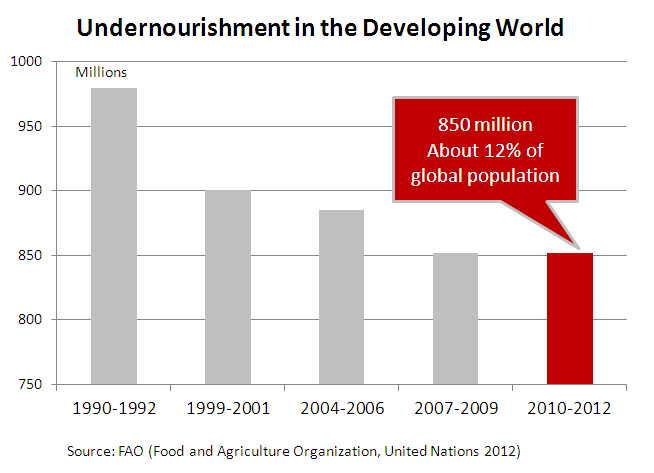 Undernourishment in the Developing World
1000
Millions
950
900
850
800
750
850 million
About 12% of
global population
1990-1992
1999-2001
2004-2006
2007-2009
2010-2012
Source: FAO (Food and Agriculture Organization, United Nations 2012)